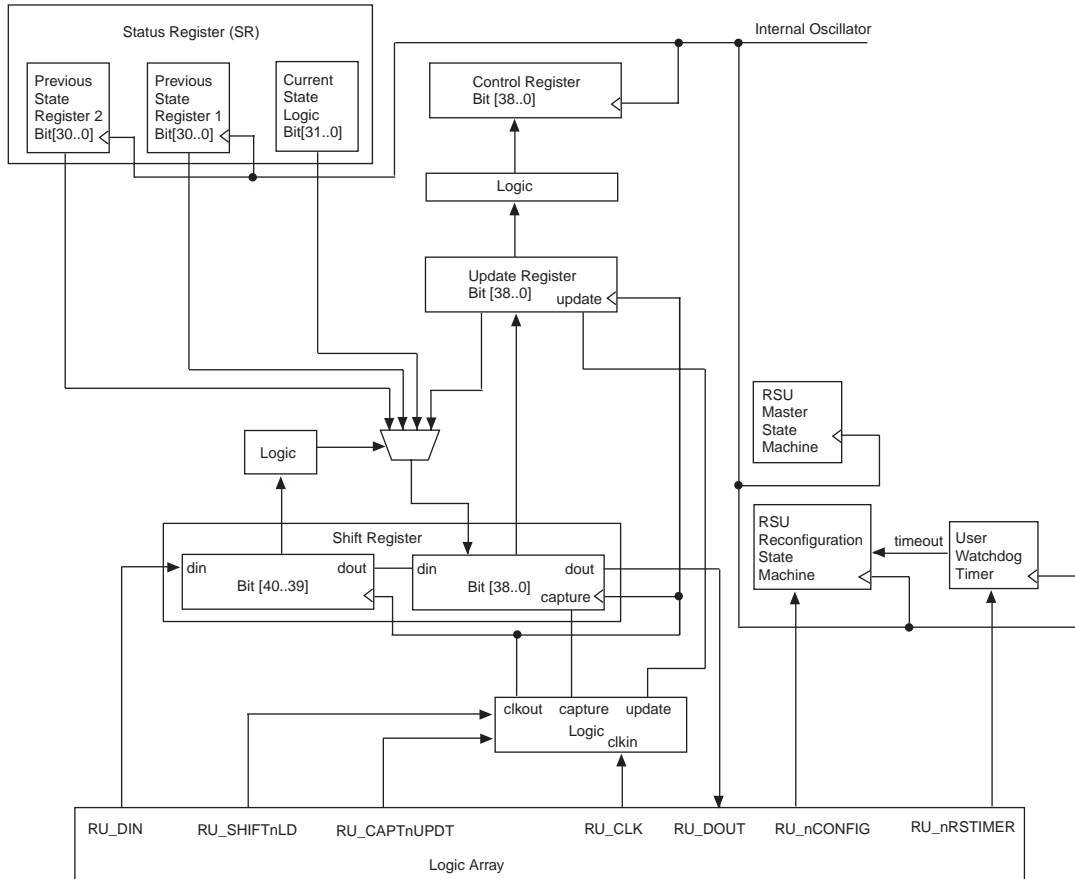 Status Register (SR)
Previous
State
Register 2
Bit[30..0]
Previous
State
Register 1
Bit[30..0]
Current
State
Logic
Bit[31..0]
Internal Oscillator
Control Register
Bit [38..0]
Logic
Update Register
Bit [38..0]
update
RSU
Master
State
Machine
Logic
Shift Register
din
dout
Bit [40..39]
din
dout
Bit [38..0]
capture
RSU
Reconfiguration
State
Machine
timeout
User
Watchdog
Timer
clkout
capture
update
Logic
clkin
RU_DIN
RU_SHIFTnLD
RU_CAPTnUPDT
RU_CLK
RU_DOUT
RU_nCONFIG
RU_nRSTIMER
Logic Array